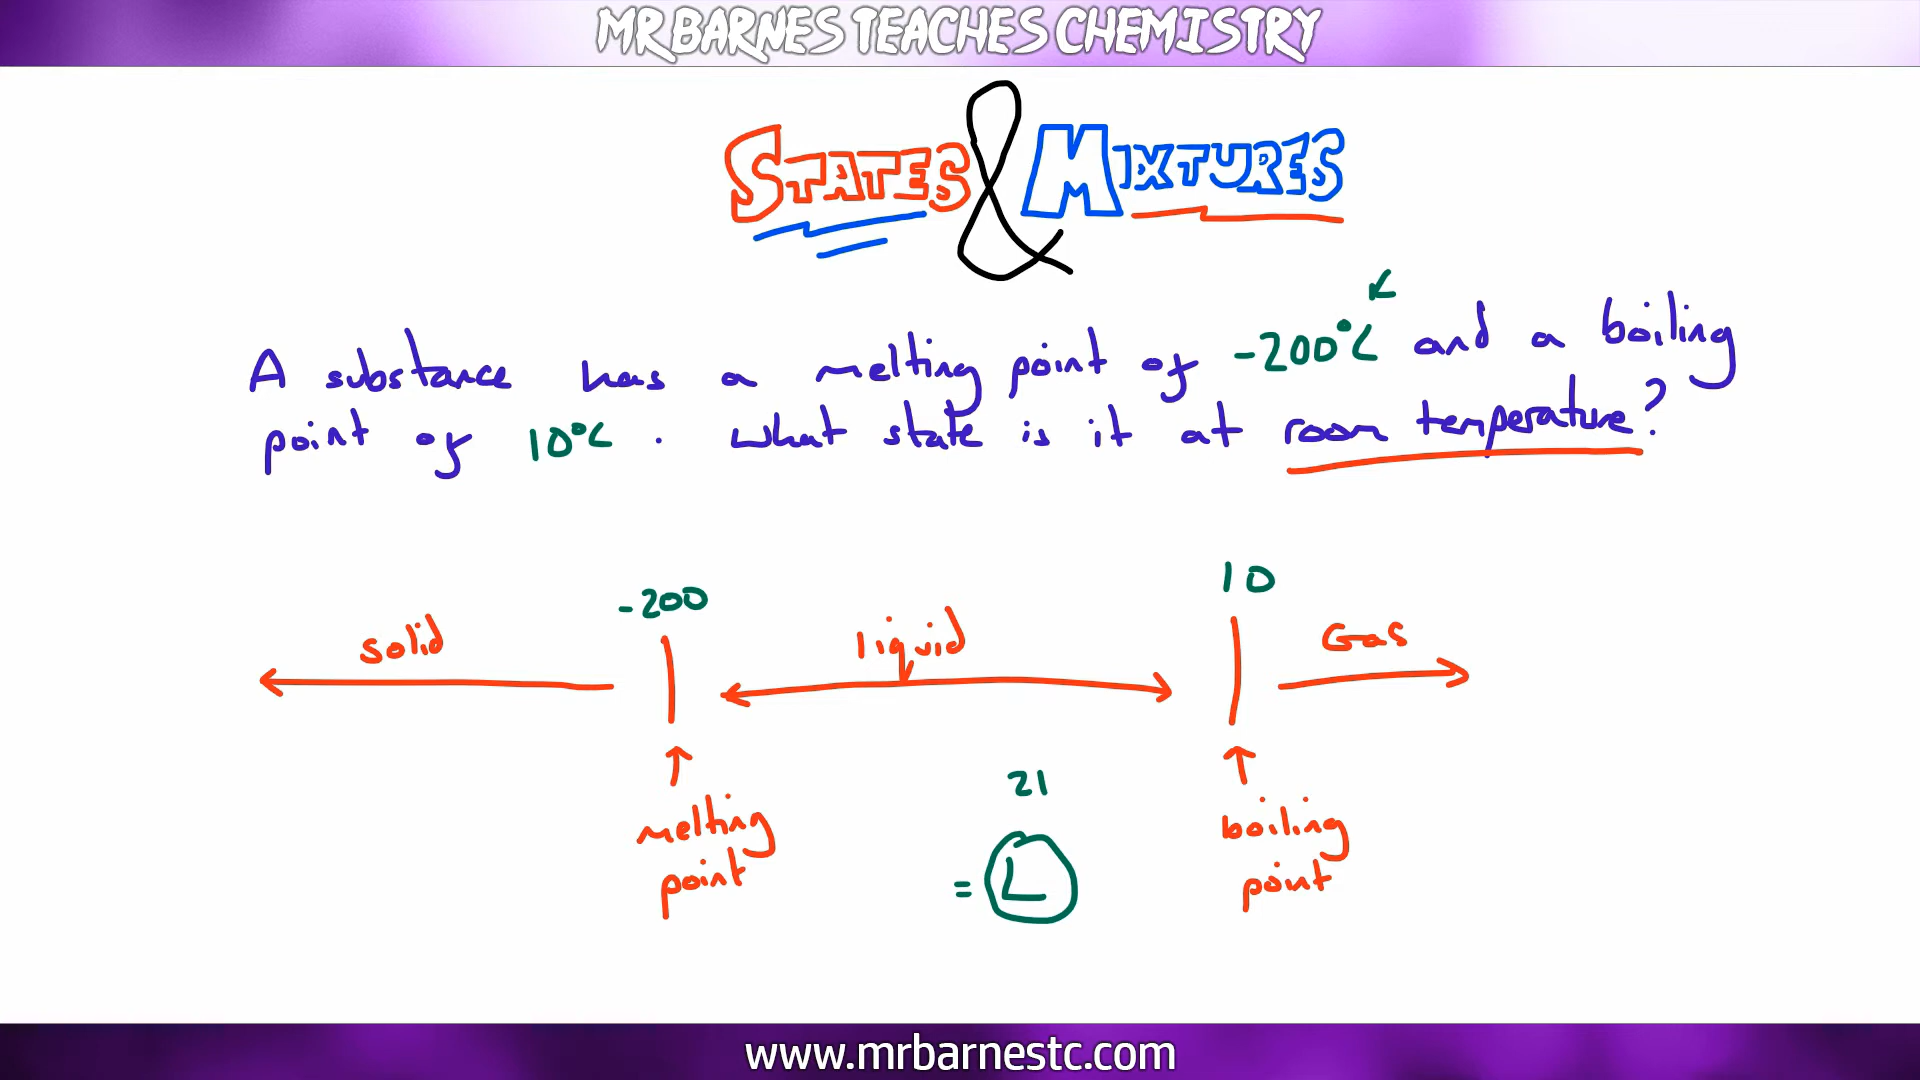 MR BARNES TEACHES CHEMISTRY
STATES & MIXTURES
A substance has a melting point of -200°C and a boiling
point of 10°C. What state is it at room temperature?
-200
10
solid
liquid
Gas
21
melting
point
= L
boiling
point
www.mrbarnestc.com